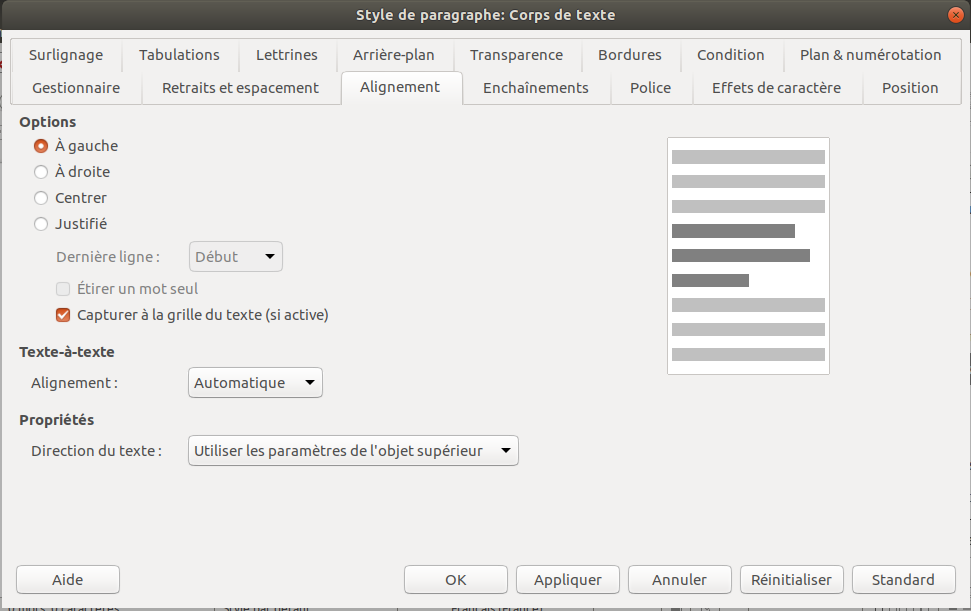 Style de paragraphe: Corps de texte
Surlignage Tabulations Lettrines Arrière-plan Transparence Bordures Condition Plan & numérotation
Gestionnaire Retraits et espacement Alignement Enchaînements Police Effets de caractère Position
Options
À gauche
À droite
Centrer
Justifié
Dernière ligne : Début
Étirer un mot seul
Capturer à la grille du texte (si active)
Texte-à-texte
Alignement : Automatique
Propriétés
Direction du texte : Utiliser les paramètres de l'objet supérieur
Aide OK Appliquer Annuler Réinitialiser Standard